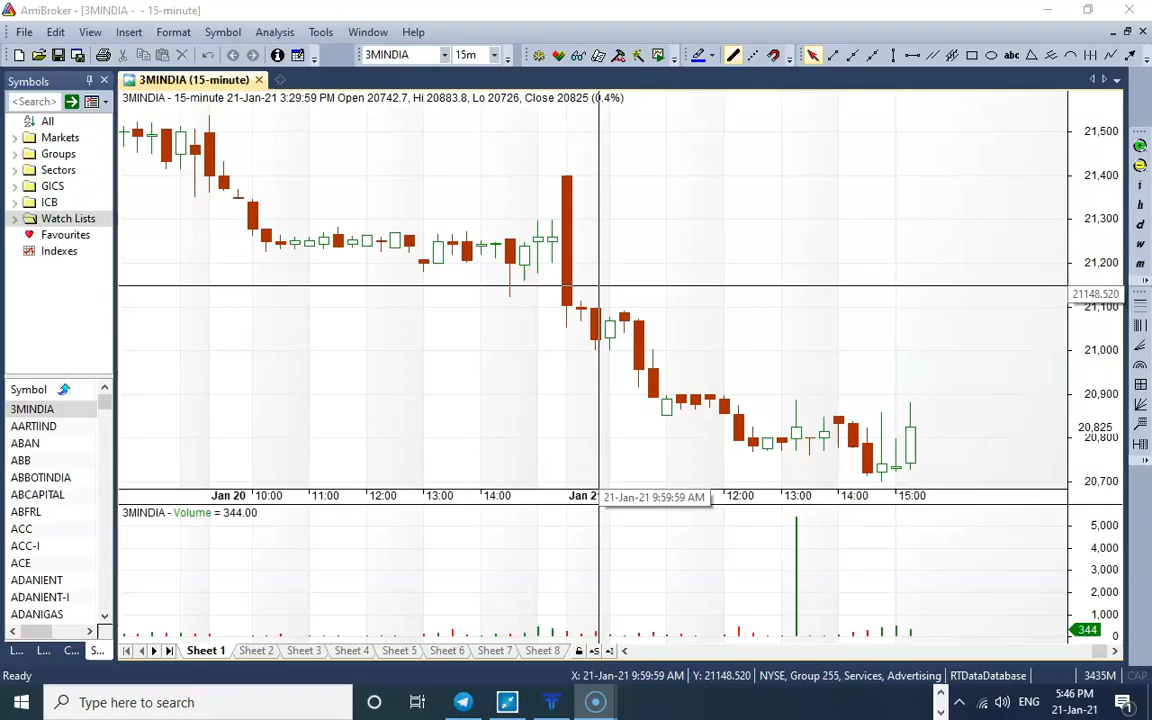 AmiBroker - [3MINDIA - - 15-minute]
File Edit View Insert Format Symbol Analysis Tools Window Help
3MINDIA 15m abc
Symbols
3MINDIA (15-minute)
<Search>
3MINDIA - 15-minute 21-Jan-21 3:29:59 PM Open 20742.7, Hi 20883.8, Lo 20726, Close 20825 (0.4%)
All
Markets
Groups
Sectors
GICS
ICB
Watch Lists
Favourites
Indexes
21,500
21,400
21,300
21,200
21148.520
21,100
21,000
20,900
20,825
20,800
20,700
i
h
d
w
m
Symbol
3MINDIA
AARTIIND
ABAN
ABB
ABBOTINDIA
ABCAPITAL
ABFRL
ACC
ACC-I
ACE
ADANIENT
ADANIENT-I
ADANIGAS
Jan 20 10:00 11:00 12:00 13:00 14:00 Jan 2 21-Jan-21 9:59:59 AM 12:00 13:00 14:00 15:00
3MINDIA - Volume = 344.00
5,000
4,000
3,000
2,000
1,000
344
0
L... L... C... S...
Sheet 1 Sheet 2 Sheet 3 Sheet 4 Sheet 5 Sheet 6 Sheet 7 Sheet 8
Ready X: 21-Jan-21 9:59:59 AM Y: 21148.520 NYSE, Group 255, Services, Advertising RTDataDatabase 3435M CAP
Type here to search
ENG
5:46 PM
21-Jan-21
1